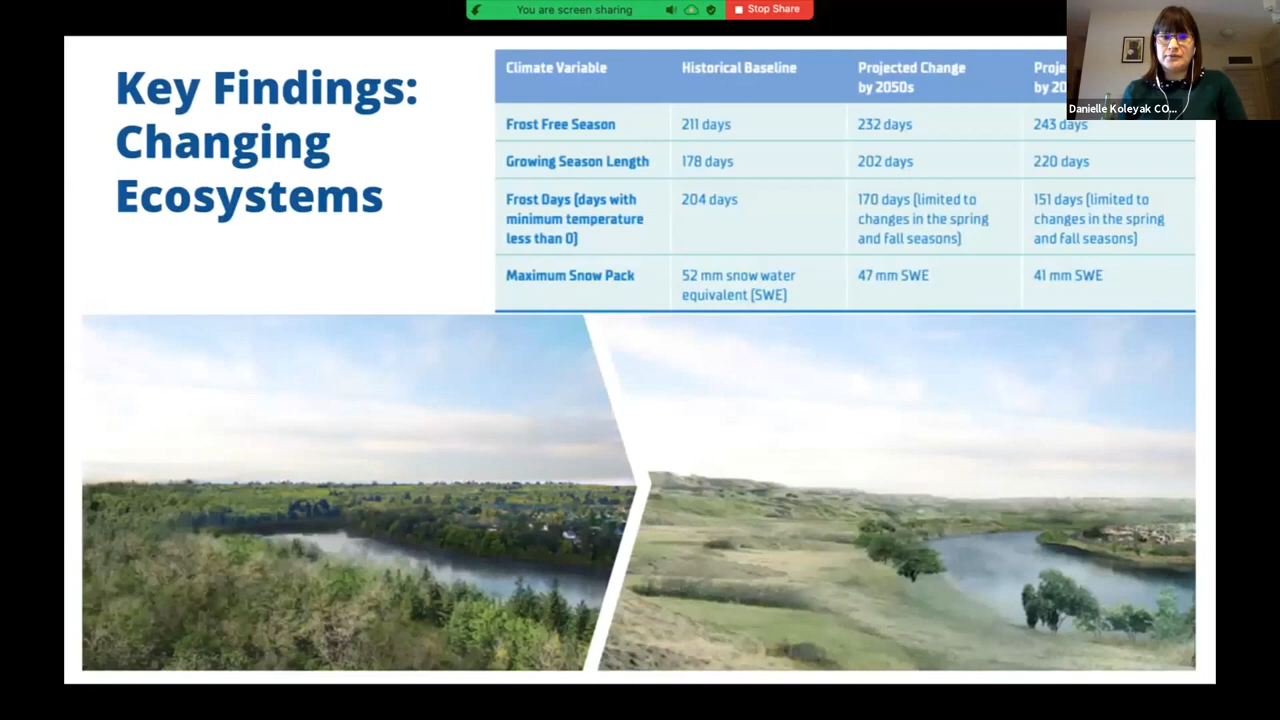 You are screen sharing
Stop Share
Danielle Koleyak CO...
Key Findings:
Changing
Ecosystems
Climate Variable
Historical Baseline
Projected Change
by 2050s
by
Frost Free Season
211 days
232 days
243 days
Growing Season Length
178 days
202 days
220 days
Frost Days (days with
minimum temperature
less than 0)
204 days
170 days (limited to
changes in the spring
and fall seasons)
151 days (limited to
changes in the spring
and fall seasons)
Maximum Snow Pack
52 mm snow water
equivalent (SWE)
47 mm SWE
41 mm SWE